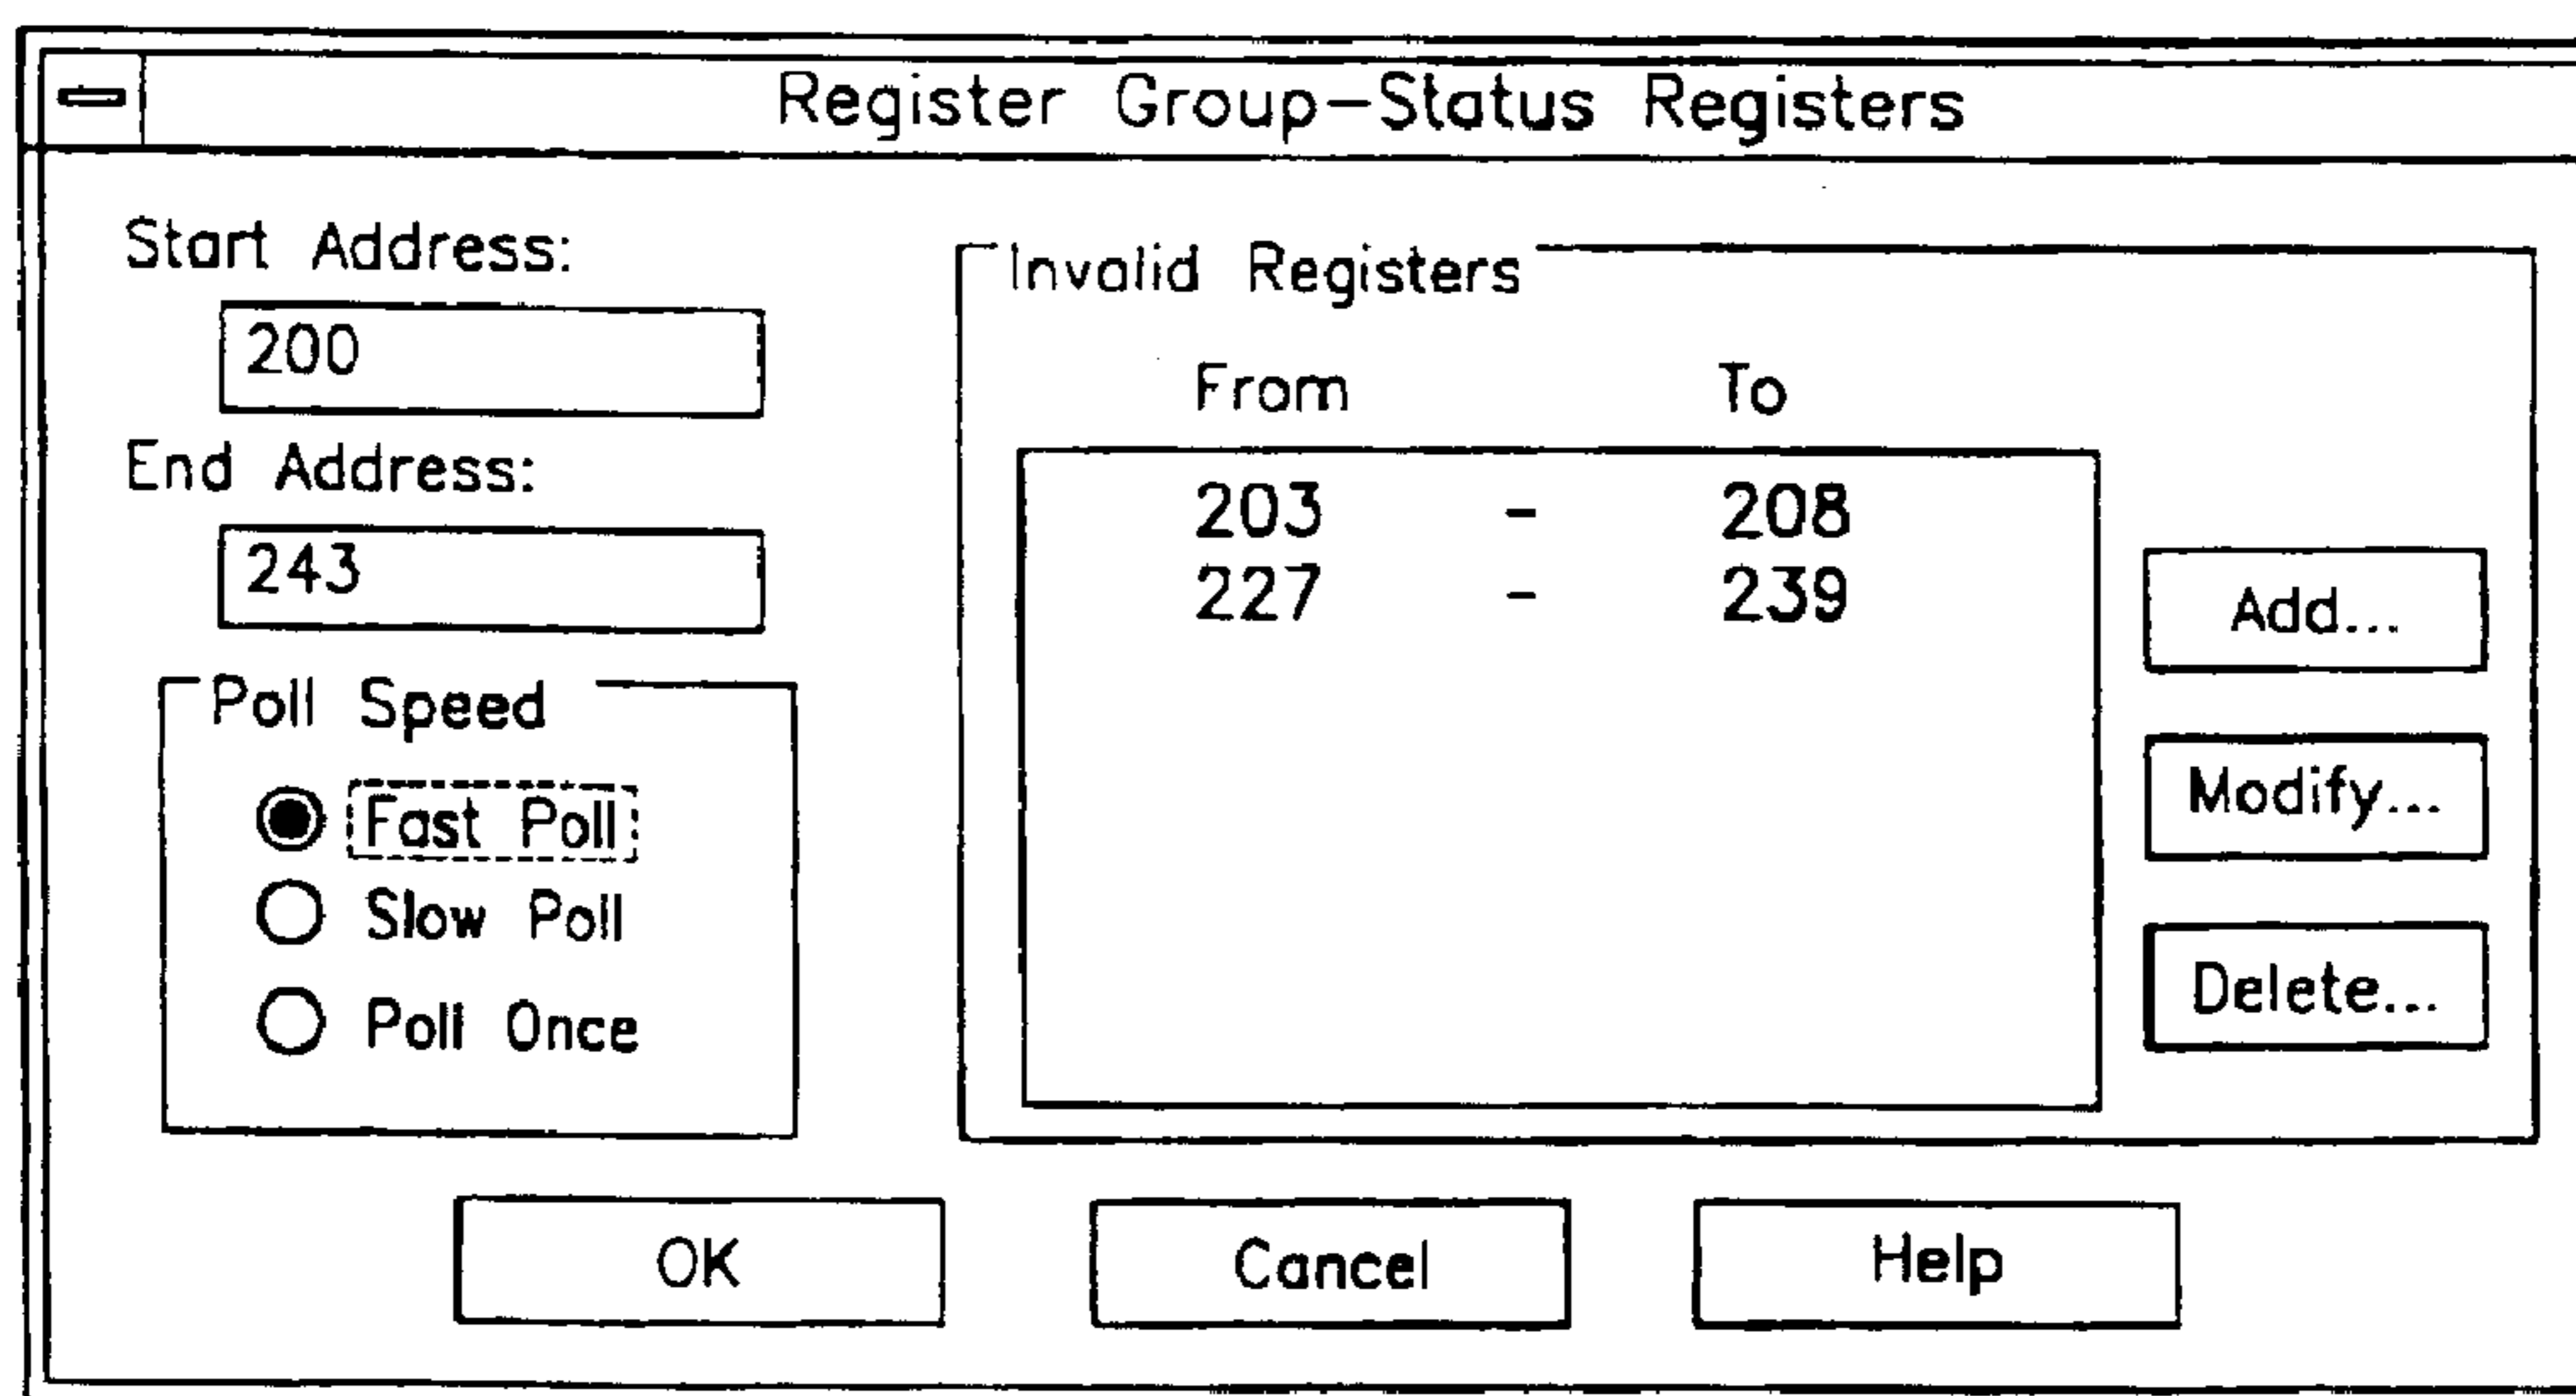 Register Group-Status Registers
Start Address:
200
End Address:
243
Poll Speed
Fast Poll
Slow Poll
Poll Once
Invalid Registers
From To
203 - 208
227 - 239
Add...
Modify...
Delete...
OK
Cancel
Help